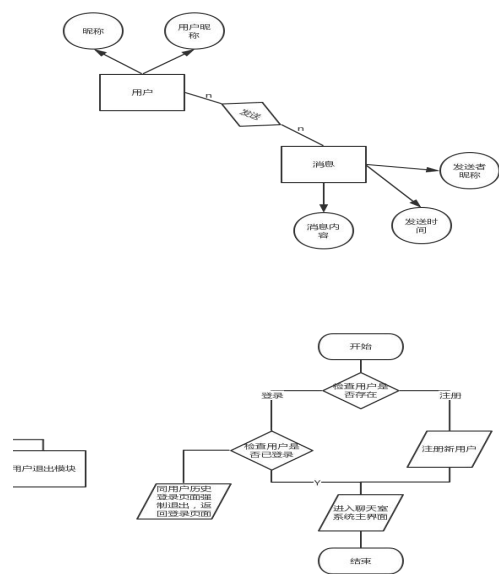 昵称
用户昵
称
用户
n
发送
n
消息
发送者
昵称
消息内
容
发送时
间
开始
检查用户是
否存在
登录
注册
检查用户是
否已登录
注册新用户
用户退出模块
同用户历史
登录页面强
制退出，返
回登录页面
Y
进入聊天室
系统主界面
结束